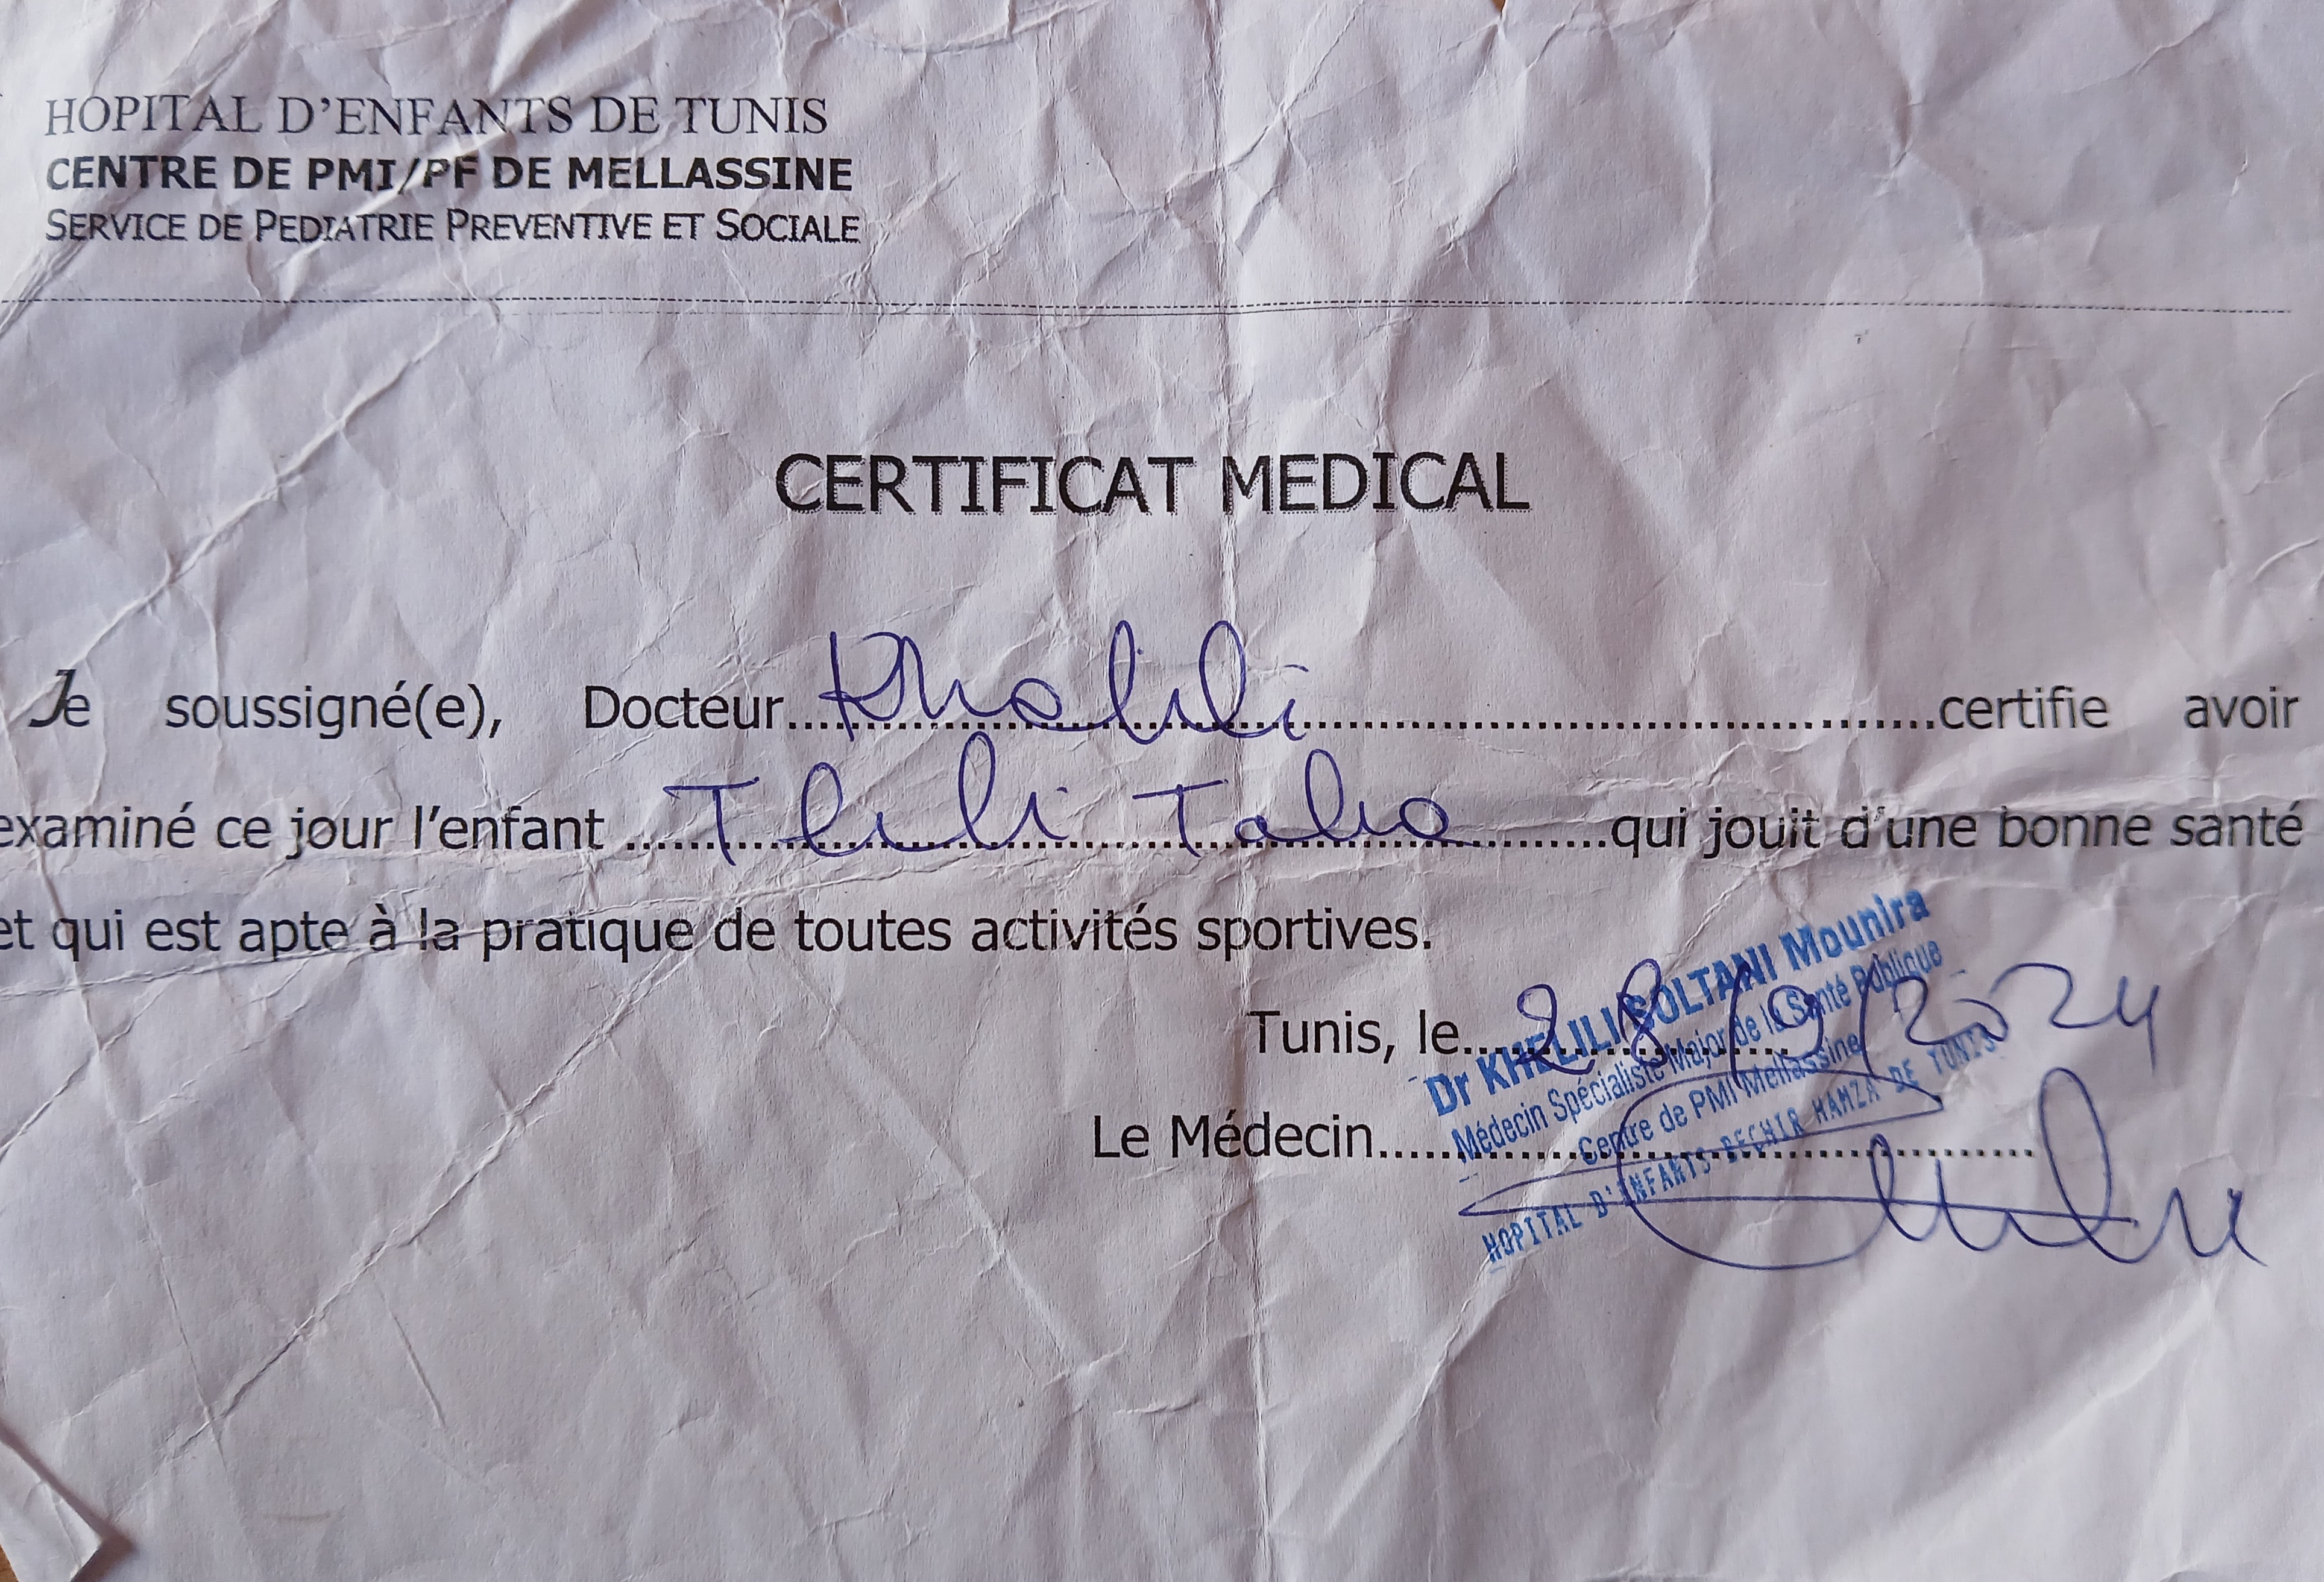 HOPITAL D'ENFANTS DE TUNIS
CENTRE DE PMI/PF DE MELLASSINE
SERVICE DE PEDIATRIE PREVENTIVE ET SOCIALE
CERTIFICAT MEDICAL
Je soussigné(e), Docteur.....Khalili.....certifie avoir
examiné ce jour l'enfant .....Tlili Taha.....qui jouit d'une bonne santé
et qui est apte à la pratique de toutes activités sportives.
Tunis, le.....28/10/2024
Le Médecin.....
Dr KHELILI SOLTANI Mounira
Médecin Spécialiste Major de la Santé Publique
Centre de PMI Mellassine
HOPITAL D'ENFANTS BECHIR HAMZA DE TUNIS